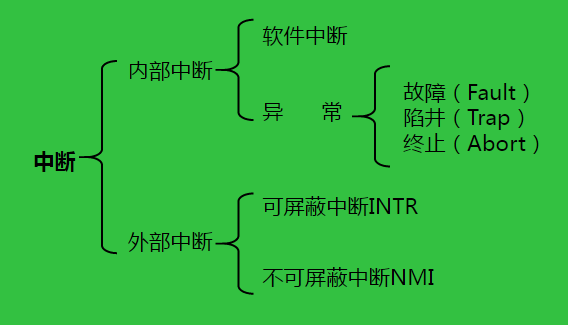 软件中断
内部中断
异 常
故障（Fault）
陷井（Trap）
终止（Abort）
中断
可屏蔽中断INTR
外部中断
不可屏蔽中断NMI